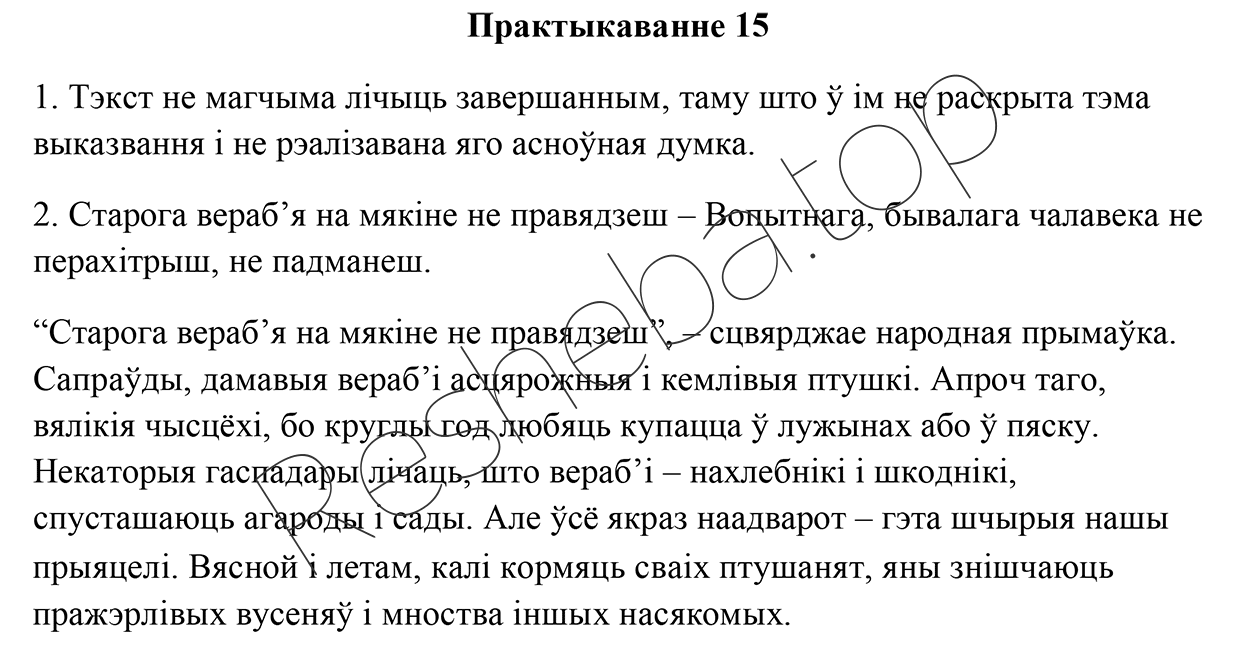 Практыкаванне 15
1. Тэкст не магчыма лічыць завершанным, таму што ў ім не раскрыта тэма
выказвання і не рэалізавана яго асноўная думка.
2. Старога вераб’я на мякіне не правядзеш – Вопытнага, бывалага чалавека не
перахітрыш, не падманеш.
“Старога вераб’я на мякіне не правядзеш”, – сцвярджае народная прымаўка.
Сапраўды, дамавыя вераб’і асцярожныя і кемлівыя птушкі. Апроч таго,
вялікія чысцёхі, бо круглы год любяць купацца ў лужынах або ў пяску.
Некаторыя гаспадары лічаць, што вераб’і – нахлебнікі і шкоднікі,
спусташаюць агароды і сады. Але ўсё якраз наадварот – гэта шчырыя нашы
прыяцелі. Вясной і летам, калі кормяць сваіх птушанят, яны знішчаюць
пражэрлівых вусеняў і мноства іншых насякомых.
Resheba.top